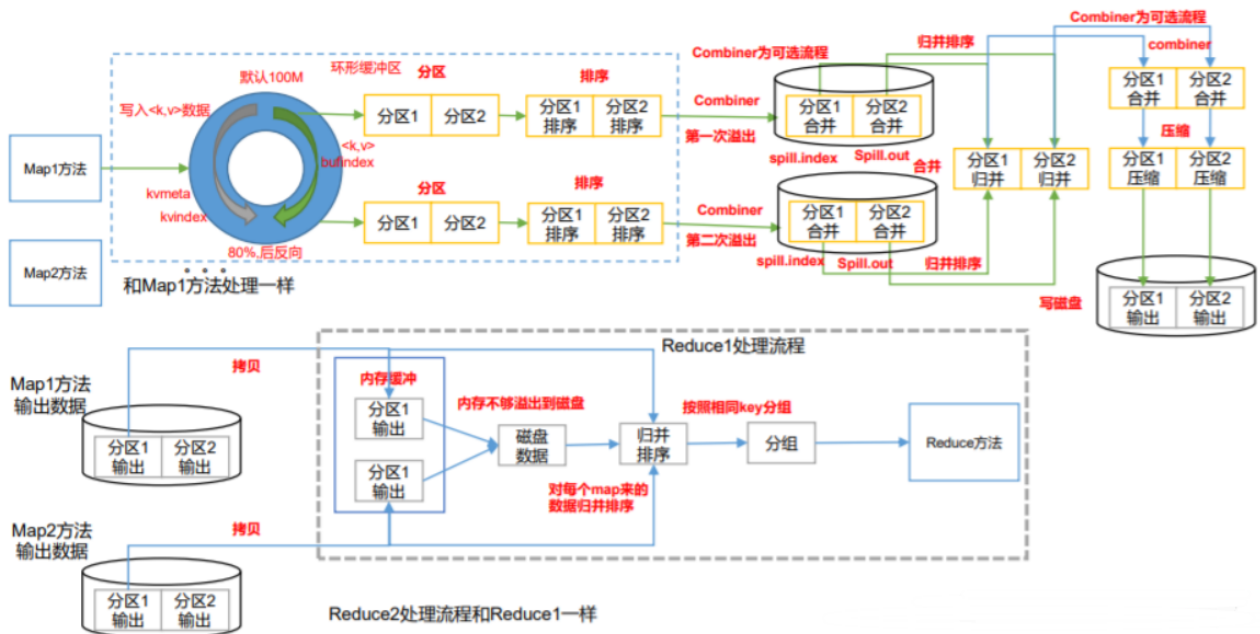 Combiner为可选流程
Combiner为可选流程
归并排序
combiner
默认100M
环形缓冲区
分区
排序
写入<k,v>数据
分区1
分区2
分区1
排序
分区2
排序
Combiner
第一次溢出
分区1
合并
分区2
合并
spill.index
Spill.out
分区1
合并
分区2
合并
压缩
Map1方法
<k,v>
bufindex
kvmeta
kvindex
合并
分区1
归并
分区2
归并
分区1
压缩
分区2
压缩
分区
排序
分区1
分区2
分区1
排序
分区2
排序
Combiner
第二次溢出
分区1
合并
分区2
合并
spill.index
Spill.out
归并排序
80%,后反向
Map2方法
和Map1方法处理一样
写磁盘
分区1
输出
分区2
输出
Reduce1处理流程
Map1方法
输出数据
拷贝
分区1
输出
分区2
输出
内存缓冲
分区1
输出
分区1
输出
内存不够溢出到磁盘
磁盘
数据
归并
排序
按照相同key分组
分组
Reduce方法
对每个map来的
数据归并排序
Map2方法
输出数据
拷贝
分区1
输出
分区2
输出
Reduce2处理流程和Reduce1一样